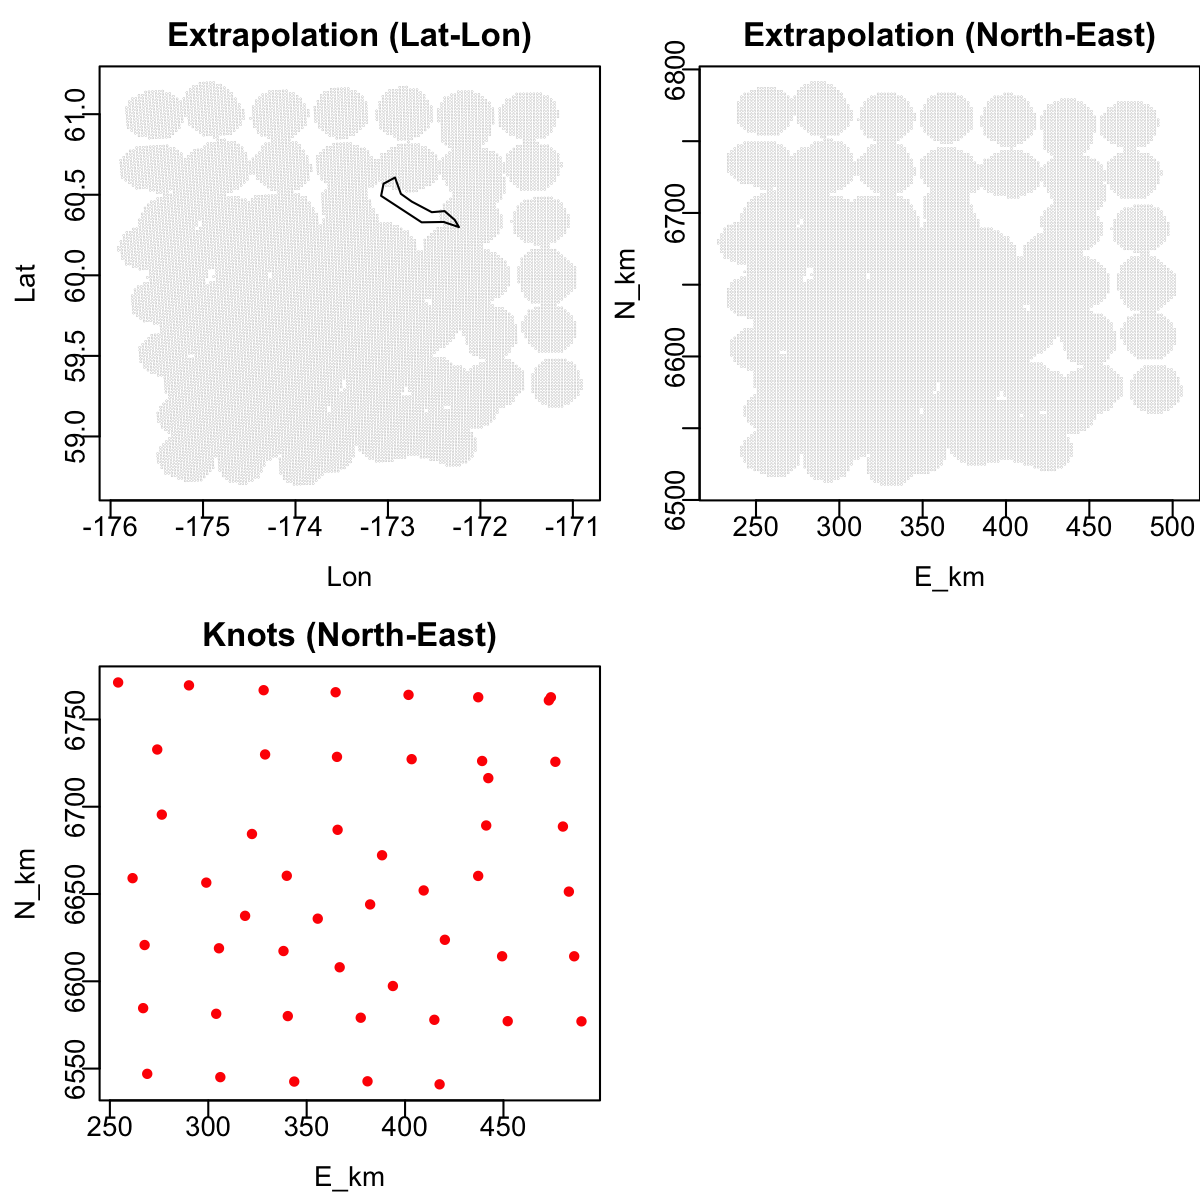 Extrapolation (Lat-Lon)
Lat
61.0
60.5
60.0
59.5
59.0
-176 -175 -174 -173 -172 -171
Lon
Extrapolation (North-East)
N_km
6800
6700
6600
6500
250 300 350 400 450 500
E_km
Knots (North-East)
N_km
6750
6700
6650
6600
6550
250 300 350 400 450
E_km